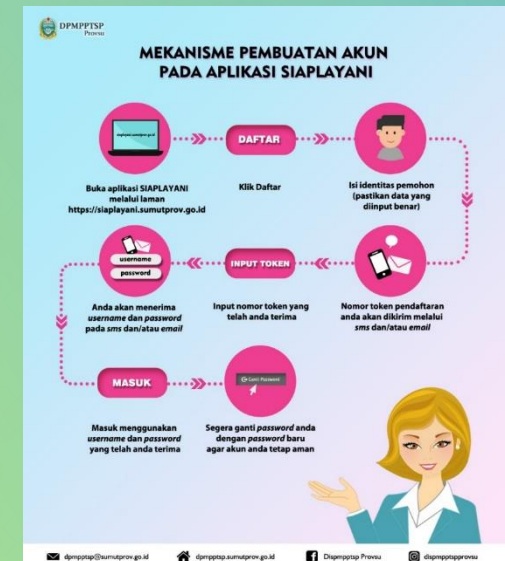 DPMPPTSP
Provsu
MEKANISME PEMBUATAN AKUN
PADA APLIKASI SIAPLAYANI
siaplayani.sumutprov.go.id
DAFTAR
Buka aplikasi SIAPLAYANI
melalui laman
https://siaplayani.sumutprov.go.id
Klik Daftar
Isi identitas pemohon
(pastikan data yang
diinput benar)
username
password
INPUT TOKEN
Anda akan menerima
username dan password
pada sms dan/atau email
Input nomor token yang
telah anda terima
Nomor token pendaftaran
anda akan dikirim melalui
sms dan/atau email
MASUK
Ganti Password
Masuk menggunakan
username dan password
yang telah anda terima
Segera ganti password anda
dengan password baru
agar akun anda tetap aman
dpmpptsp@sumutprov.go.id
dpmpptsp.sumutprov.go.id
Dispmpptsp Provsu
dispmpptspprovsu